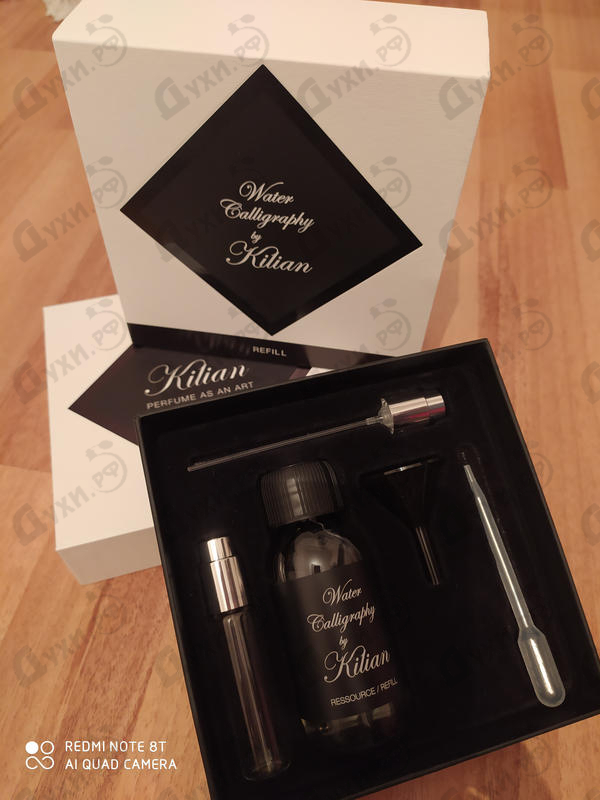 Water
Calligraphy
by
Kilian
REFILL
Kilian
PERFUME AS AN ART
Water
Calligraphy
by
Kilian
RESSOURCE / REFILL
REDMI NOTE 8T
AI QUAD CAMERA
Духи.рф